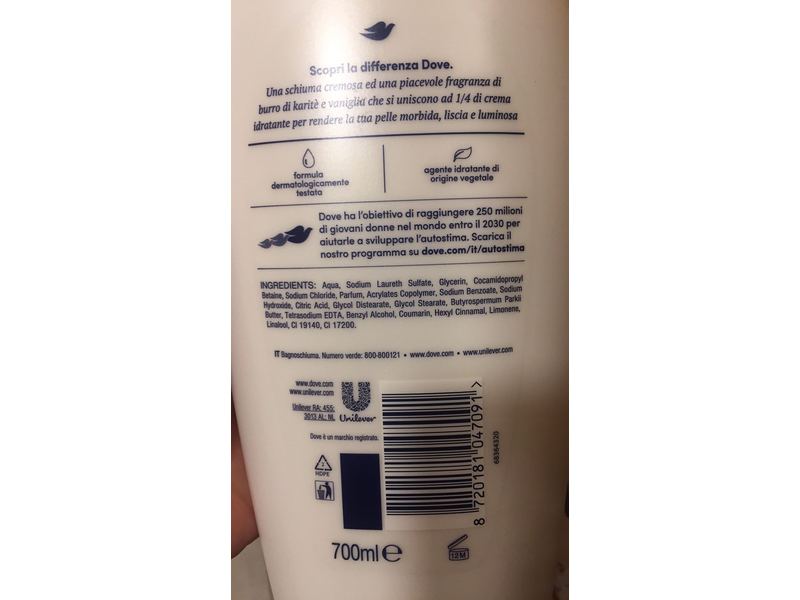 Scopri la differenza Dove.
Una schiuma cremosa ed una piacevole fragranza di
burro di karitè e vaniglia che si uniscono ad 1/4 di crema
idratante per rendere la tua pelle morbida, liscia e luminosa
formula
dermatologicamente
testata
agente idratante di
origine vegetale
Dove ha l'obiettivo di raggiungere 250 milioni
di giovani donne nel mondo entro il 2030 per
aiutarle a sviluppare l'autostima. Scarica il
nostro programma su dove.com/it/autostima
INGREDIENTS: Aqua, Sodium Laureth Sulfate, Glycerin, Cocamidopropyl
Betaine, Sodium Chloride, Parfum, Acrylates Copolymer, Sodium Benzoate, Sodium
Hydroxide, Citric Acid, Glycol Distearate, Glycol Stearate, Butyrospermum Parkii
Butter, Tetrasodium EDTA, Benzyl Alcohol, Coumarin, Hexyl Cinnamal, Limonene,
Linalool, CI 19140, CI 17200.
IT Bagnoschiuma. Numero verde: 800-800121 • www.dove.com • www.unilever.com
www.dove.com
www.unilever.com
Unilever RA: 455;
3013 AL; NL
Unilever
Dove è un marchio registrato.
2
HDPE
8 720181 047091 >
68364320
700ml e
12M